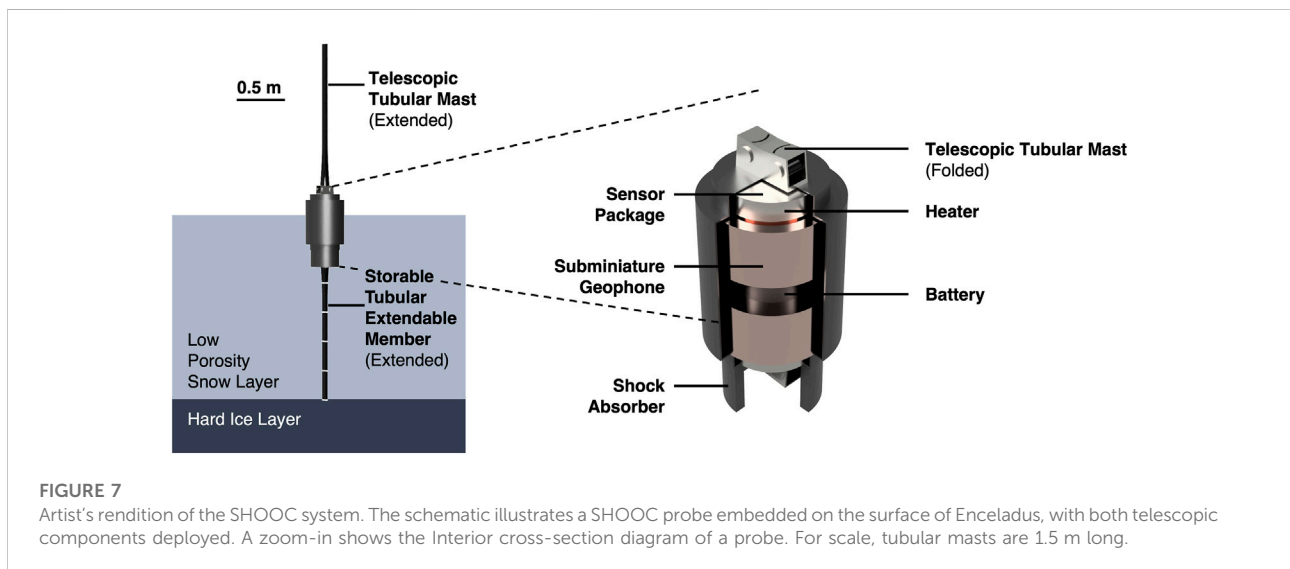 0.5 m
Telescopic
Tubular Mast
(Extended)
Storable
Tubular
Extendable
Member
(Extended)
Low
Porosity
Snow Layer
Hard Ice Layer
Sensor
Package
Subminiature
Geophone
Shock
Absorber
Telescopic Tubular Mast
(Folded)
Heater
Battery
FIGURE 7
Artist's rendition of the SHOOC system. The schematic illustrates a SHOOC probe embedded on the surface of Enceladus, with both telescopic
components deployed. A zoom-in shows the Interior cross-section diagram of a probe. For scale, tubular masts are 1.5 m long.